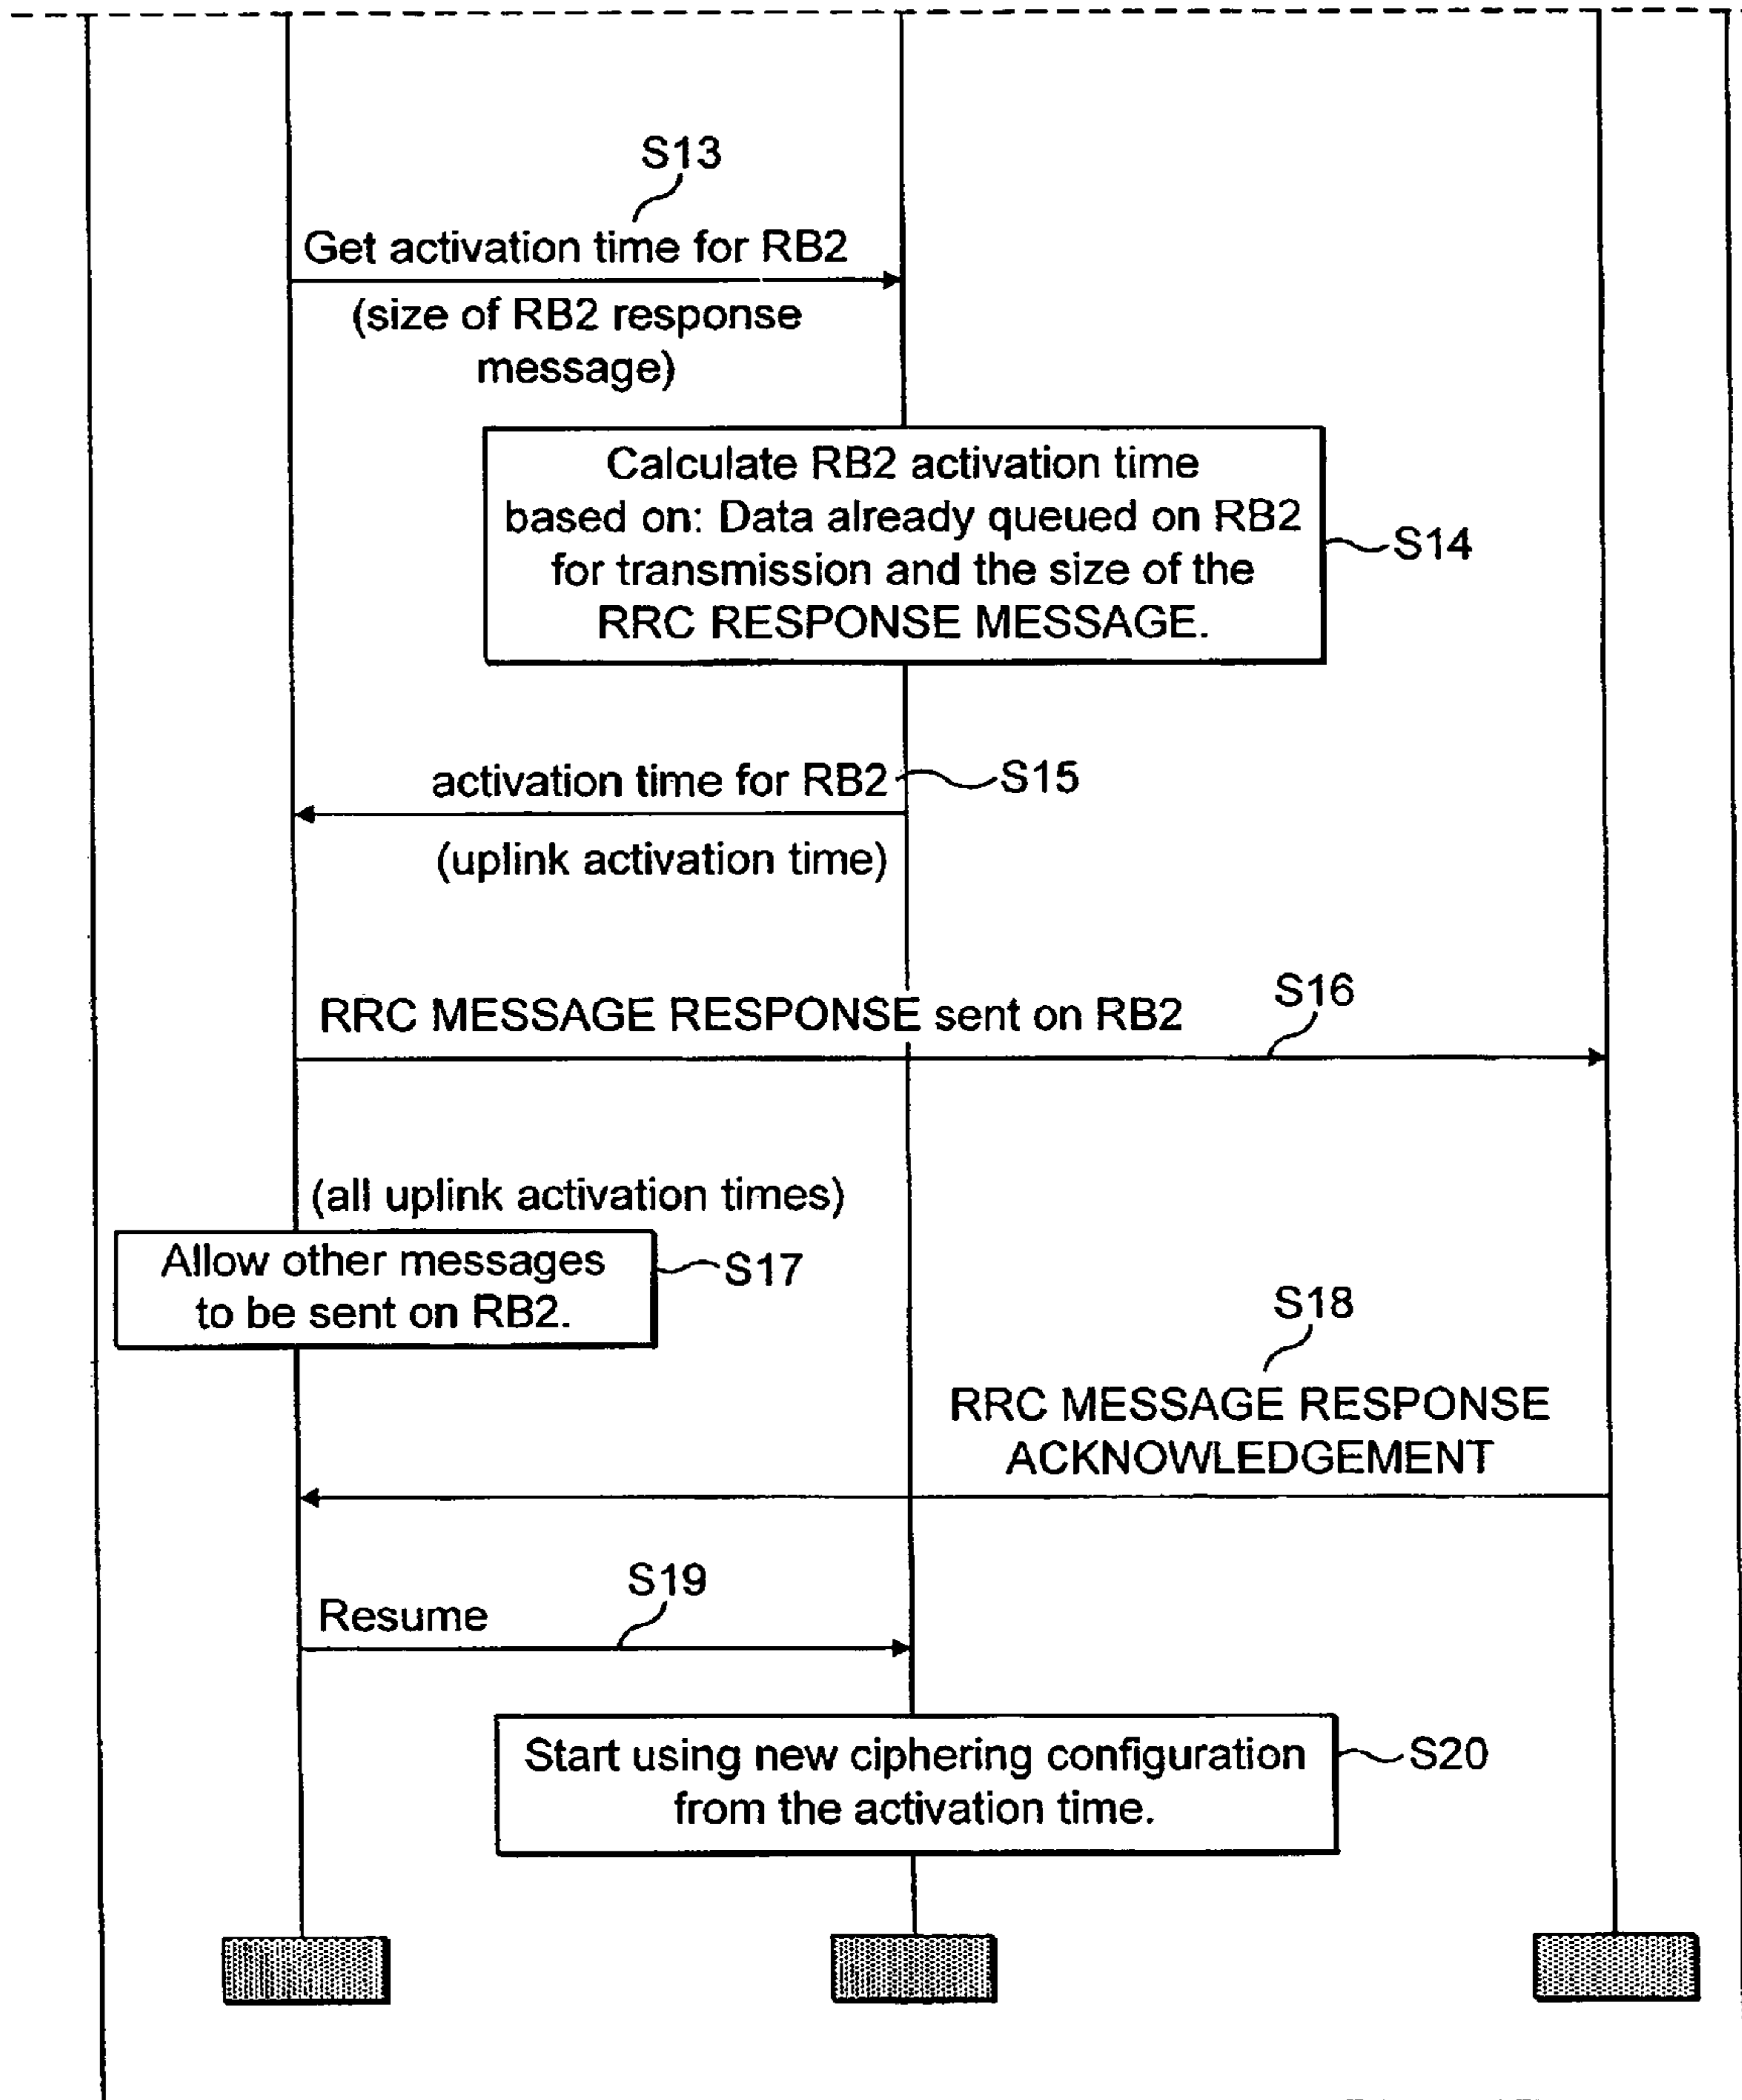 S13
Get activation time for RB2
(size of RB2 response
message)
Calculate RB2 activation time
based on: Data already queued on RB2
for transmission and the size of the
RRC RESPONSE MESSAGE.
S14
activation time for RB2
S15
(uplink activation time)
S16
RRC MESSAGE RESPONSE sent on RB2
(all uplink activation times)
Allow other messages
to be sent on RB2.
S17
S18
RRC MESSAGE RESPONSE
ACKNOWLEDGEMENT
S19
Resume
Start using new ciphering configuration
from the activation time.
S20